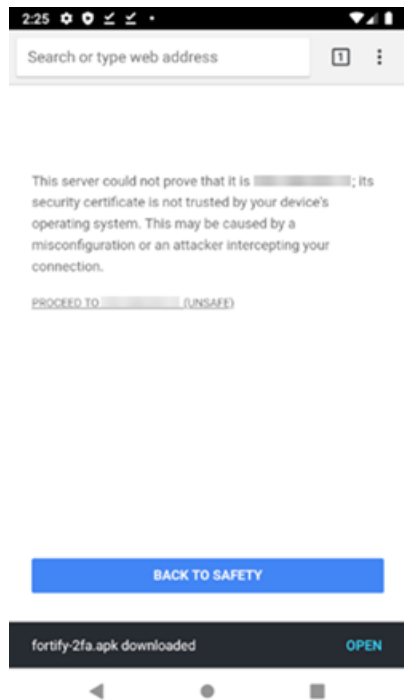 2:25
Search or type web address
1
This server could not prove that it is ; its
security certificate is not trusted by your device's
operating system. This may be caused by a
misconfiguration or an attacker intercepting your
connection.
PROCEED TO (UNSAFE)
BACK TO SAFETY
fortify-2fa.apk downloaded OPEN